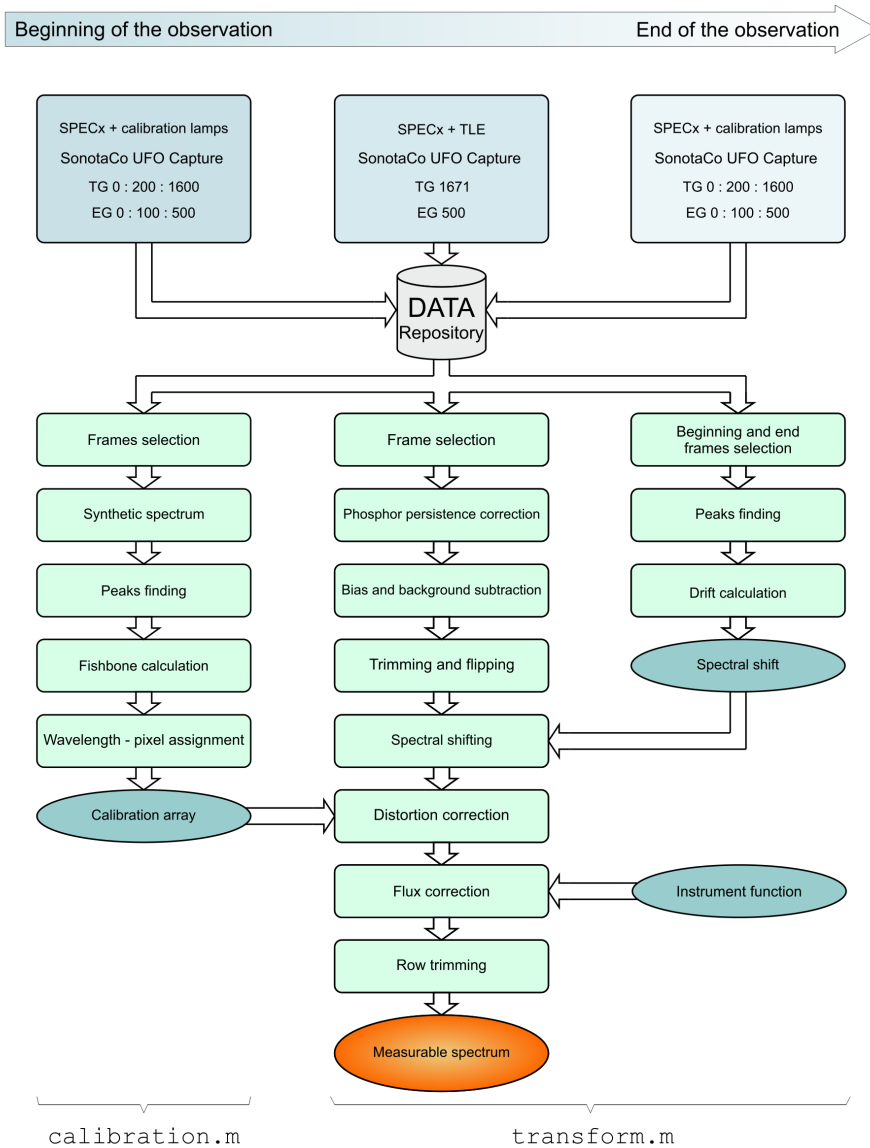 Beginning of the observation
End of the observation
SPECx + calibration lamps
SonotaCo UFO Capture
TG 0 : 200 : 1600
EG 0 : 100 : 500
SPECx + TLE
SonotaCo UFO Capture
TG 1671
EG 500
SPECx + calibration lamps
SonotaCo UFO Capture
TG 0 : 200 : 1600
EG 0 : 100 : 500
DATA
Repository
Frames selection
Synthetic spectrum
Peaks finding
Fishbone calculation
Wavelength - pixel assignment
Calibration array
Frame selection
Phosphor persistence correction
Bias and background subtraction
Trimming and flipping
Spectral shifting
Distortion correction
Flux correction
Row trimming
Measurable spectrum
Beginning and end
frames selection
Peaks finding
Drift calculation
Spectral shift
Instrument function
calibration.m
transform.m